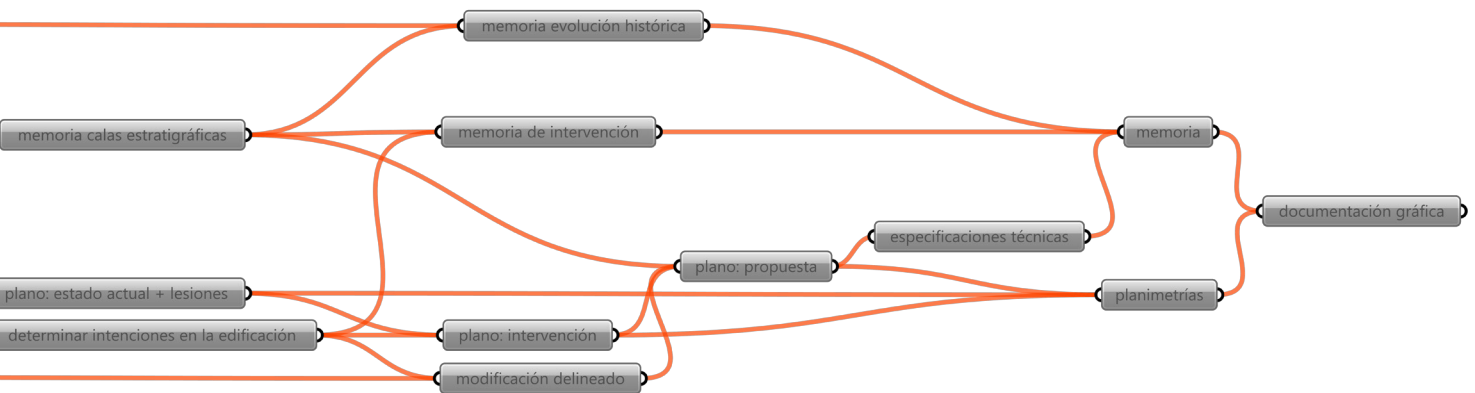 memoria evolución histórica
memoria calas estratigráficas
memoria de intervención
memoria
documentación gráfica
especificaciones técnicas
plano: propuesta
plano: estado actual + lesiones
planimetrías
determinar intenciones en la edificación
plano: intervención
modificación delineado